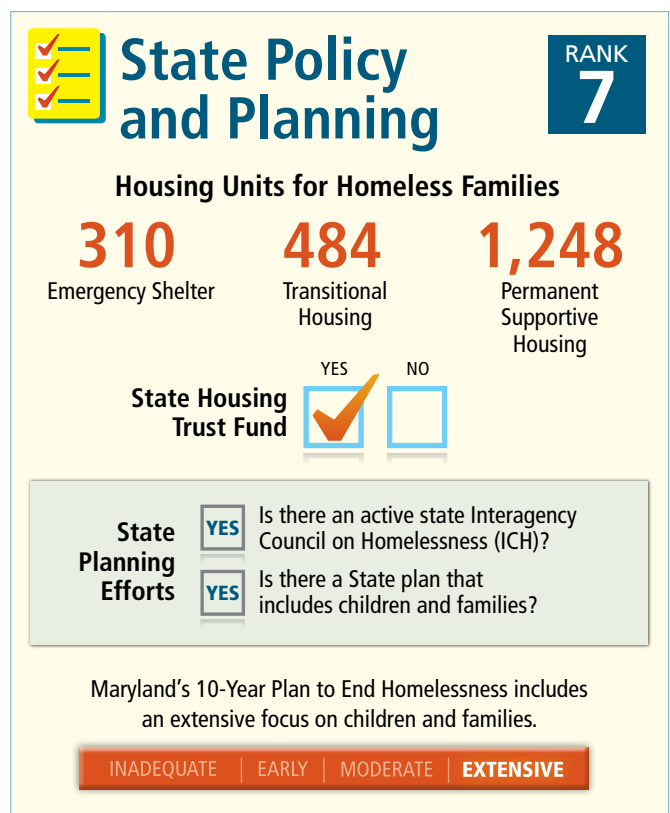 State Policy
and Planning
RANK
7
Housing Units for Homeless Families
310
Emergency Shelter
484
Transitional
Housing
1,248
Permanent
Supportive
Housing
YES
NO
State Housing
Trust Fund
State
Planning
Efforts
YES
Is there an active state Interagency
Council on Homelessness (ICH)?
YES
Is there a State plan that
includes children and families?
Maryland's 10-Year Plan to End Homelessness includes
an extensive focus on children and families.
INADEQUATE | EARLY | MODERATE | EXTENSIVE